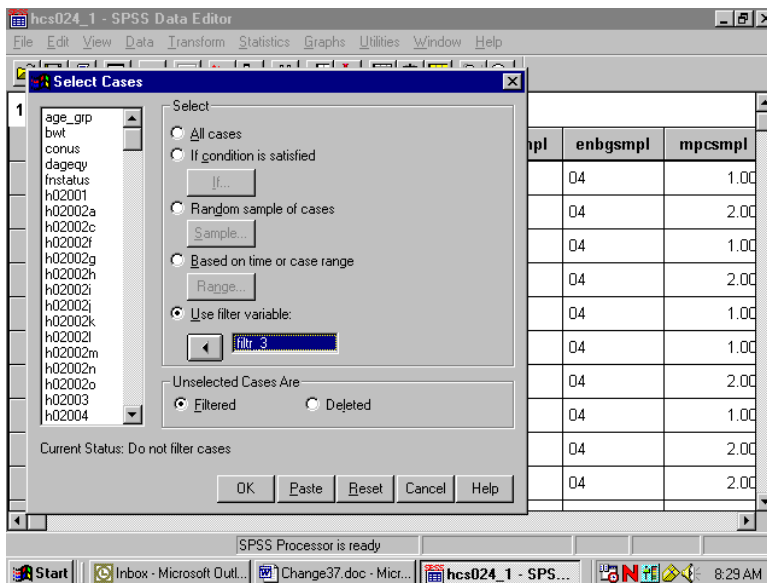 hcs024_1 - SPSS Data Editor
File Edit View Data Transform Statistics Graphs Utilities Window Help
Select Cases
1
age_grp
bwt
conus
dageqy
fnstatus
h02001
h02002a
h02002c
h02002f
h02002g
h02002h
h02002i
h02002j
h02002k
h02002l
h02002m
h02002n
h02002o
h02003
h02004
Select
All cases
If condition is satisfied
If...
Random sample of cases
Sample...
Based on time or case range
Range...
Use filter variable:
filtr_3
Unselected Cases Are
Filtered Deleted
Current Status: Do not filter cases
OK Paste Reset Cancel Help
npl enbgsmpl mpcsmpl
04 1.00
04 2.00
04 1.00
04 2.00
04 1.00
04 1.00
04 2.00
04 1.00
04 2.00
04 2.00
SPSS Processor is ready
Start Inbox - Microsoft Outl... Change37.doc - Micr... hcs024_1 - SPS... 8:29 AM